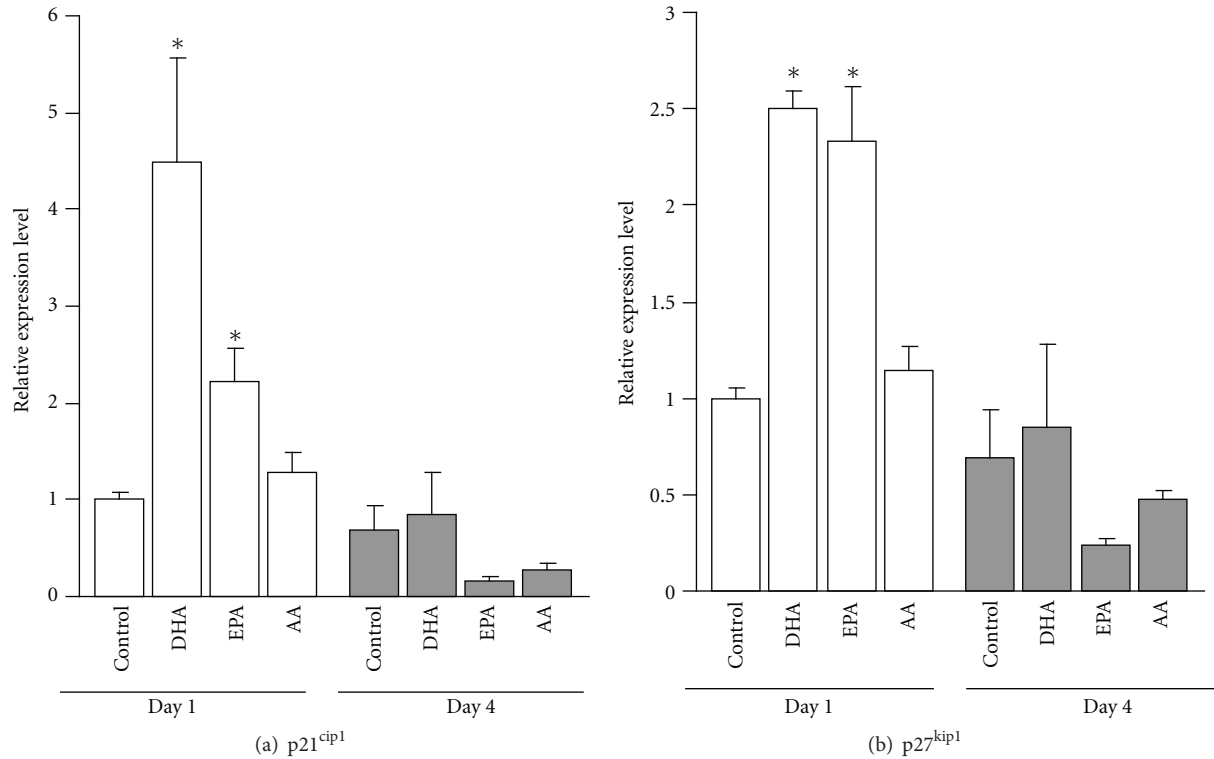 6
5
4
3
2
1
0
Relative expression level
*
*
Control
DHA
EPA
AA
Control
DHA
EPA
AA
Day 1
Day 4
(a) p21cip1
3
2.5
2
1.5
1
0.5
0
Relative expression level
*
*
Control
DHA
EPA
AA
Control
DHA
EPA
AA
Day 1
Day 4
(b) p27kip1